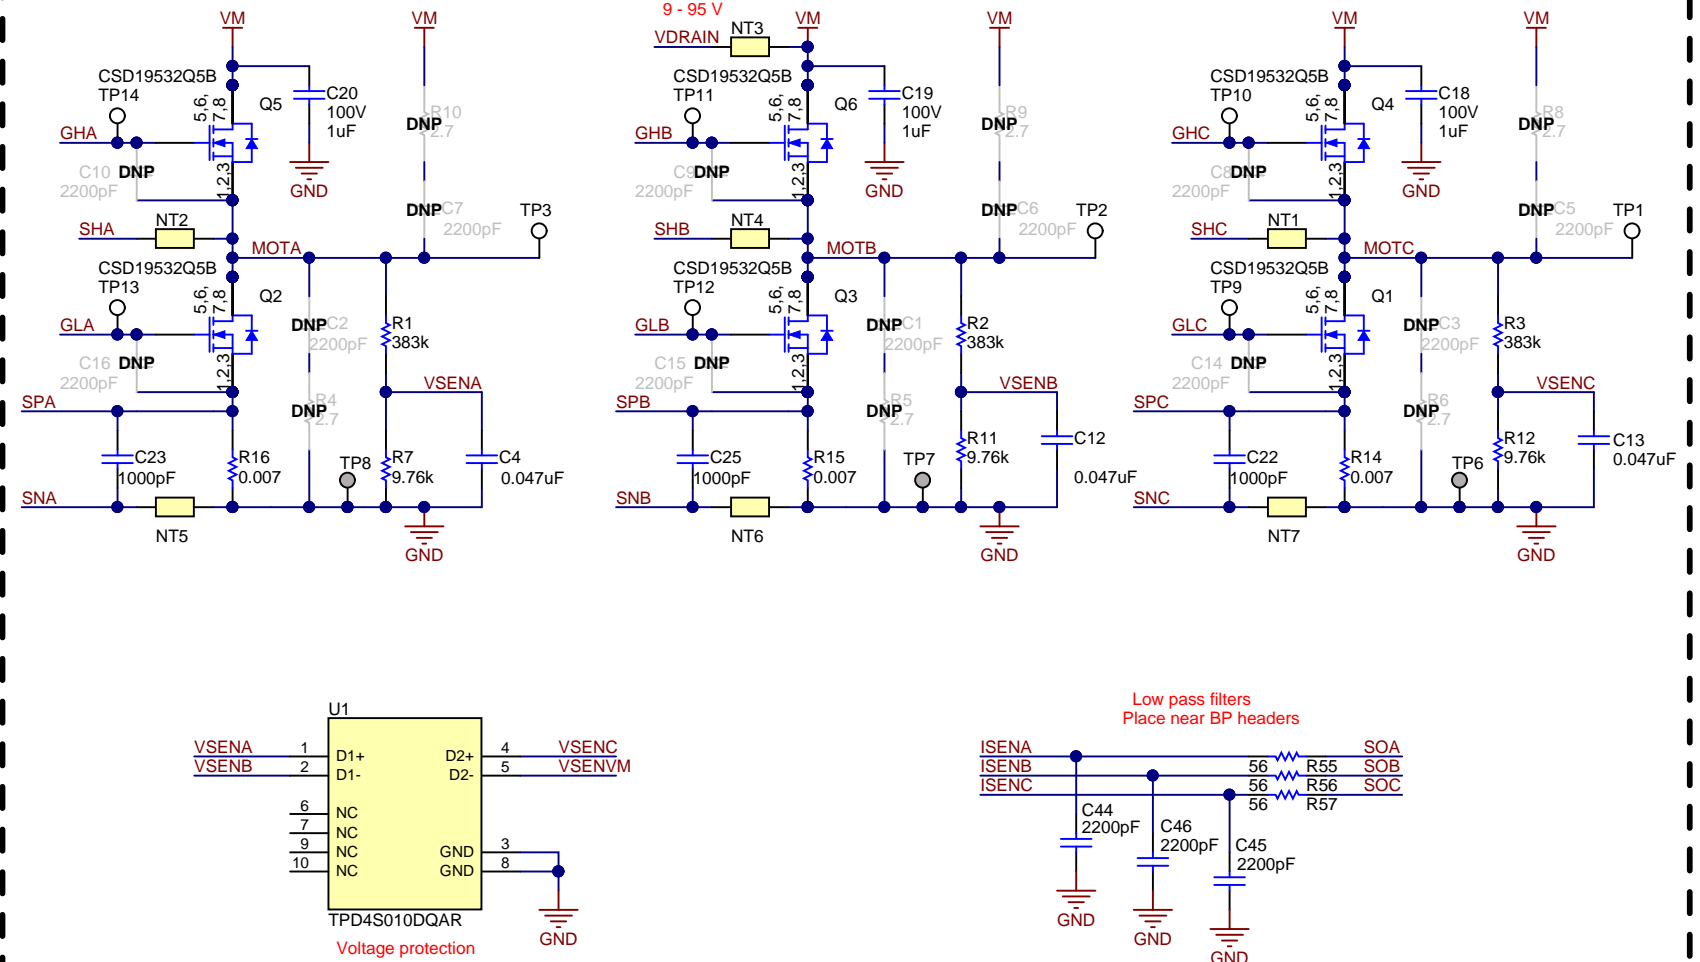 9 - 95 V
VM
VM
VDRAIN
NT3
VM
VM
VM
VM
CSD19532Q5B
TP14
5,6,
7,8
Q5
C20
100V
1uF
R10
DNP
2.7
GHA
C10
DNP
2200pF
1,2,3
GND
DNP
C7
2200pF
TP3
SHA
NT2
MOTA
CSD19532Q5B
TP13
5,6,
7,8
Q2
GLA
C16
DNP
2200pF
1,2,3
DNP
C2
2200pF
R1
383k
SPA
VSENA
DNP
R4
2.7
C23
1000pF
R16
0.007
TP8
R7
9.76k
C4
0.047uF
SNA
NT5
GND
CSD19532Q5B
TP11
5,6,
7,8
Q6
C19
100V
1uF
R9
DNP
2.7
GHB
C9
DNP
2200pF
1,2,3
GND
DNP
C6
2200pF
TP2
SHB
NT4
MOTB
CSD19532Q5B
TP12
5,6,
7,8
Q3
GLB
C15
DNP
2200pF
1,2,3
DNP
C1
2200pF
R2
383k
SPB
VSENB
DNP
R5
2.7
C25
1000pF
R15
0.007
TP7
R11
9.76k
C12
0.047uF
SNB
NT6
GND
CSD19532Q5B
TP10
5,6,
7,8
Q4
C18
100V
1uF
R8
DNP
2.7
GHC
C8
DNP
2200pF
1,2,3
GND
DNP
C5
2200pF
TP1
SHC
NT1
MOTC
CSD19532Q5B
TP9
5,6,
7,8
Q1
GLC
C14
DNP
2200pF
1,2,3
DNP
C3
2200pF
R3
383k
SPC
VSENC
DNP
R6
2.7
C22
1000pF
R14
0.007
TP6
R12
9.76k
C13
0.047uF
SNC
NT7
GND
U1
VSENA 1 D1+ D2+ 4 VSENC
VSENB 2 D1- D2- 5 VSENVM
6 NC
7 NC
9 NC GND 3
10 NC GND 8
TPD4S010DQAR
GND
Voltage protection
Low pass filters
Place near BP headers
ISENA 56 R55 SOA
ISENB 56 R56 SOB
ISENC 56 R57 SOC
C44
2200pF
C46
2200pF
C45
2200pF
GND
GND
GND